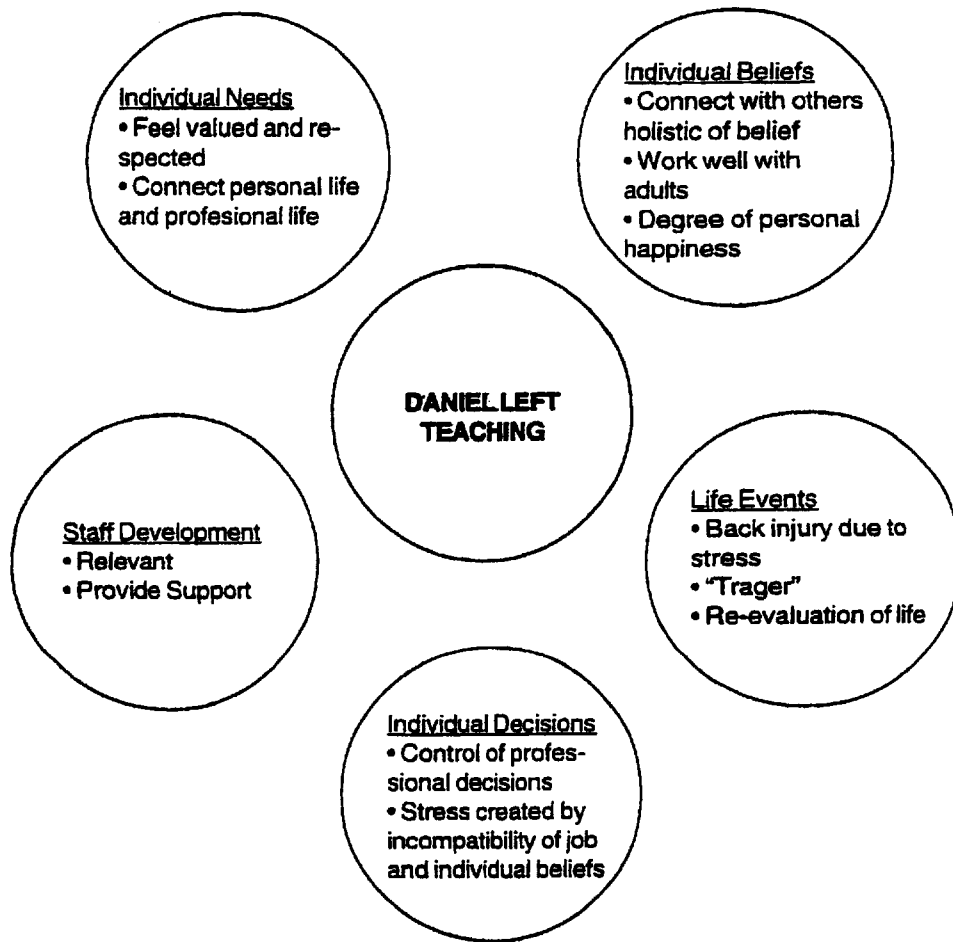 Individual Needs
• Feel valued and re-
spected
• Connect personal life
and profesional life
Individual Beliefs
• Connect with others
holistic of belief
• Work well with
adults
• Degree of personal
happiness
DANIEL LEFT
TEACHING
Staff Development
• Relevant
• Provide Support
Life Events
• Back injury due to
stress
• "Trager"
• Re-evaluation of life
Individual Decisions
• Control of profes-
sional decisions
• Stress created by
incompatibility of job
and individual beliefs